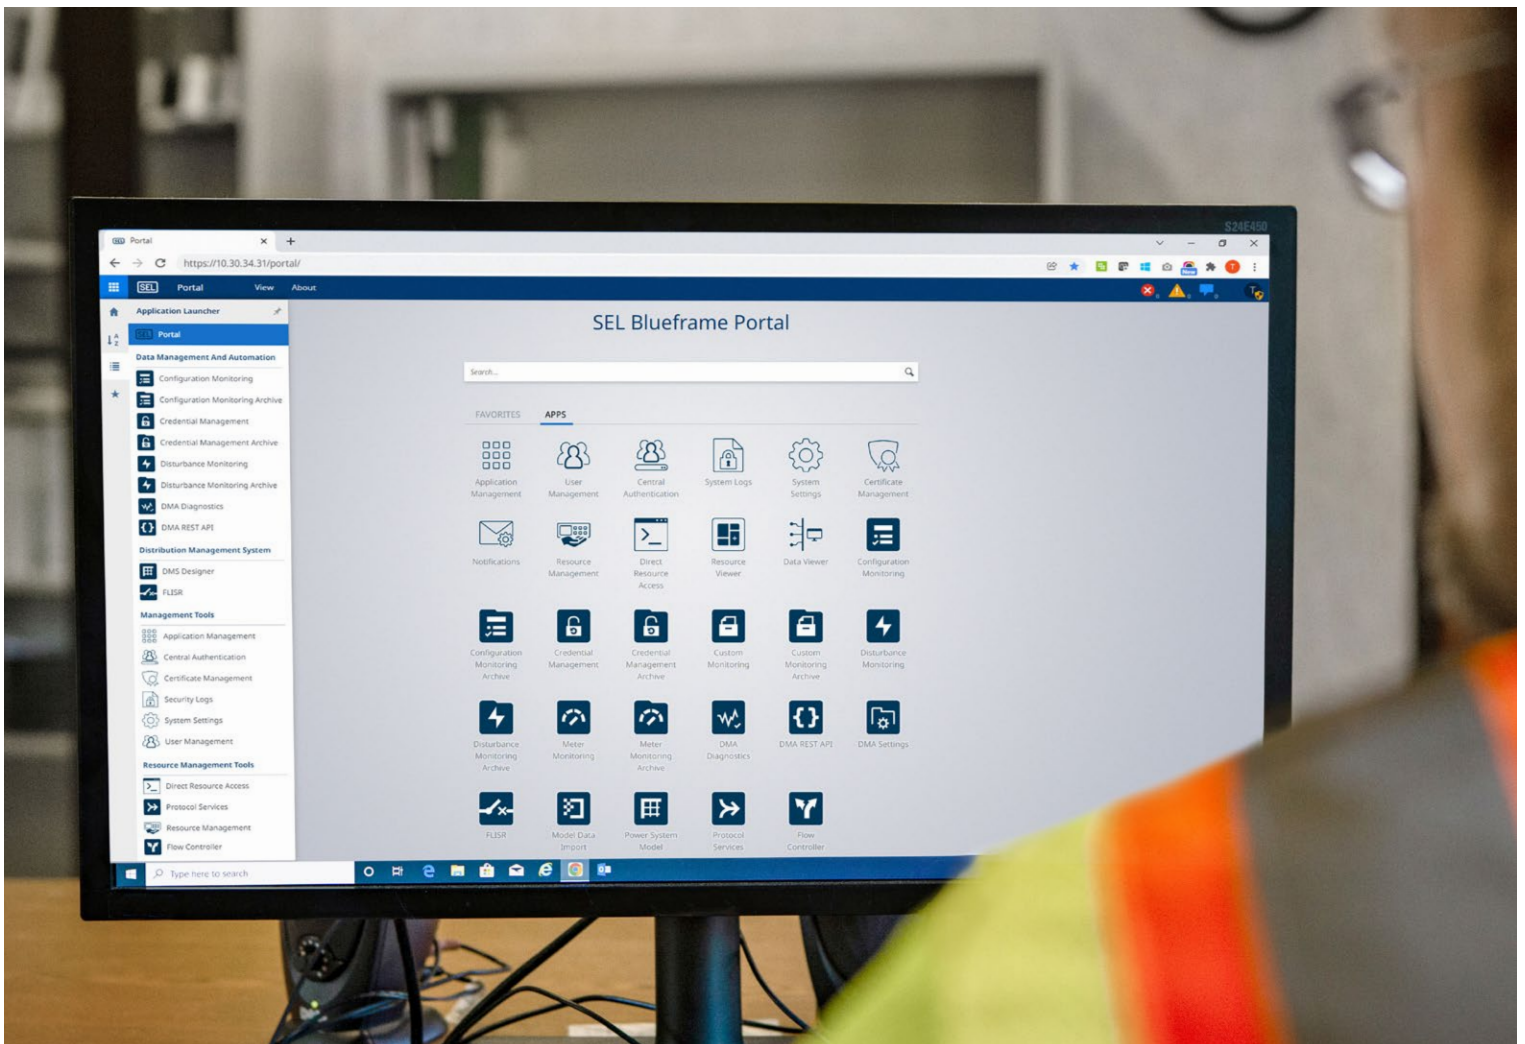 S24E450
SEL Portal
https://10.30.34.31/portal/
New
T
SEL Portal View About
Application Launcher
SEL Portal
Data Management And Automation
Configuration Monitoring
Configuration Monitoring Archive
Credential Management
Credential Management Archive
Disturbance Monitoring
Disturbance Monitoring Archive
DMA Diagnostics
DMA REST API
Distribution Management System
DMS Designer
FLISR
Management Tools
Application Management
Central Authentication
Certificate Management
Security Logs
System Settings
User Management
Resource Management Tools
Direct Resource Access
Protocol Services
Resource Management
Flow Controller
SEL Blueframe Portal
Search...
FAVORITES APPS
Application
Management
User
Management
Central
Authentication
System Logs
System
Settings
Certificate
Management
Notifications
Resource
Management
Direct
Resource
Access
Resource
Viewer
Data Viewer
Configuration
Monitoring
Configuration
Monitoring
Archive
Credential
Management
Credential
Management
Archive
Custom
Monitoring
Custom
Monitoring
Archive
Disturbance
Monitoring
Disturbance
Monitoring
Archive
Meter
Monitoring
Meter
Monitoring
Archive
DMA
Diagnostics
DMA REST API
DMA Settings
FLISR
Model Data
Import
Power System
Model
Protocol
Services
Flow
Controller
Type here to search